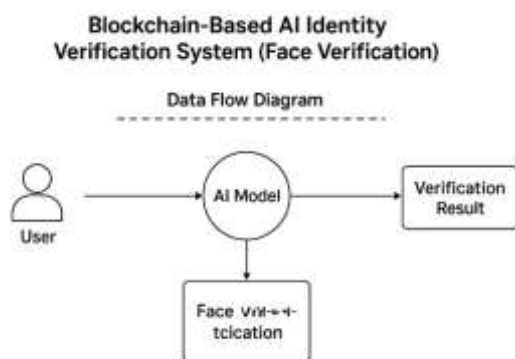 Blockchain-Based AI Identity
Verification System (Face Verification)
Data Flow Diagram
User
AI Model
Verification
Result
Face
tcication